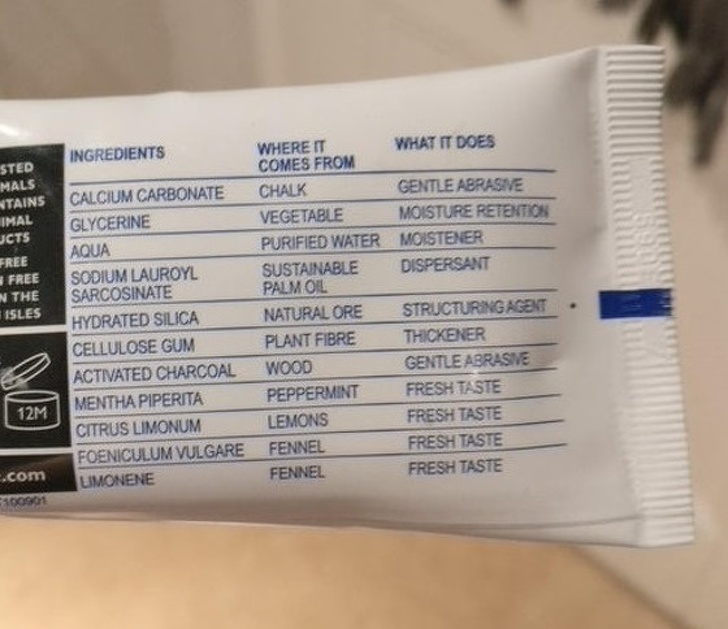 STED
MALS
NTAINS
IMAL
UCTS
FREE
FREE
N THE
ISLES
12M
.com
100901
INGREDIENTS WHERE IT COMES FROM WHAT IT DOES
CALCIUM CARBONATE CHALK GENTLE ABRASIVE
GLYCERINE VEGETABLE MOISTURE RETENTION
AQUA PURIFIED WATER MOISTENER
SODIUM LAUROYL SARCOSINATE SUSTAINABLE PALM OIL DISPERSANT
HYDRATED SILICA NATURAL ORE STRUCTURING AGENT
CELLULOSE GUM PLANT FIBRE THICKENER
ACTIVATED CHARCOAL WOOD GENTLE ABRASIVE
MENTHA PIPERITA PEPPERMINT FRESH TASTE
CITRUS LIMONUM LEMONS FRESH TASTE
FOENICULUM VULGARE FENNEL FRESH TASTE
LIMONENE FENNEL FRESH TASTE